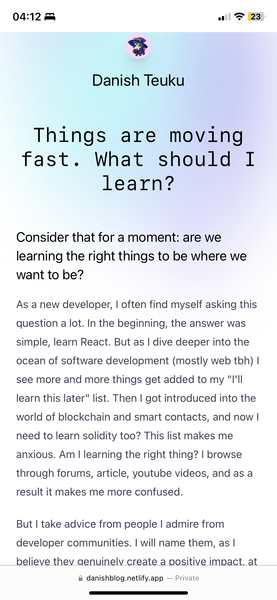 04:12
23
Danish Teuku
Things are moving
fast. What should I
learn?
Consider that for a moment: are we
learning the right things to be where we
want to be?
As a new developer, I often find myself asking this
question a lot. In the beginning, the answer was
simple, learn React. But as I dive deeper into the
ocean of software development (mostly web tbh) I
see more and more things get added to my "I'll
learn this later" list. Then I got introduced into the
world of blockchain and smart contacts, and now I
need to learn solidity too? This list makes me
anxious. Am I learning the right thing? I browse
through forums, article, youtube videos, and as a
result it makes me more confused.
But I take advice from people I admire from
developer communities. I will name them, as I
believe they genuinely create a positive impact, at
danishblog.netlify.app — Private